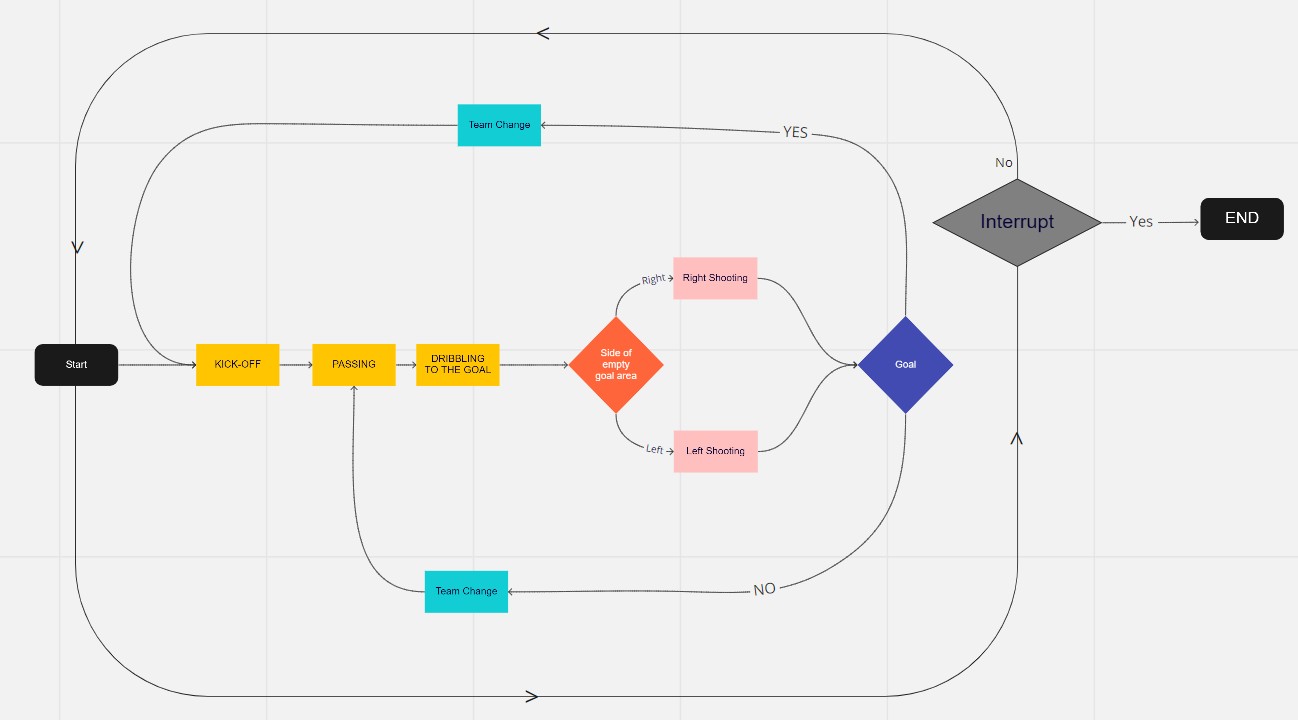 Team Change
YES
No
Interrupt
Yes
END
Right
Right Shooting
Start
KICK-OFF
PASSING
DRIBBLING
TO THE GOAL
Side of
empty
goal area
Goal
Left
Left Shooting
Team Change
NO